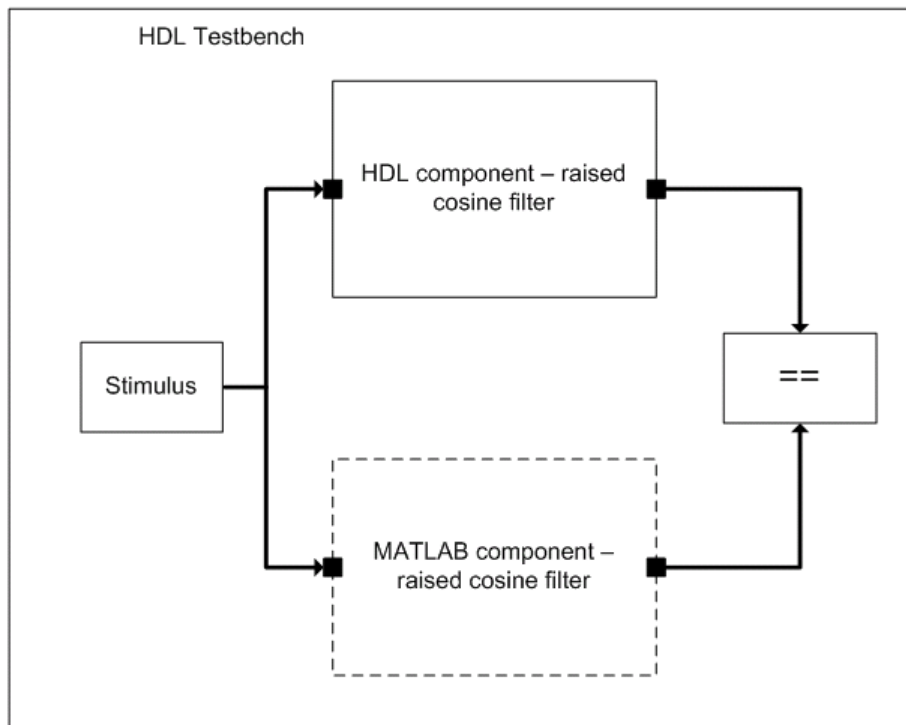 HDL Testbench
HDL component – raised
cosine filter
Stimulus
==
MATLAB component –
raised cosine filter